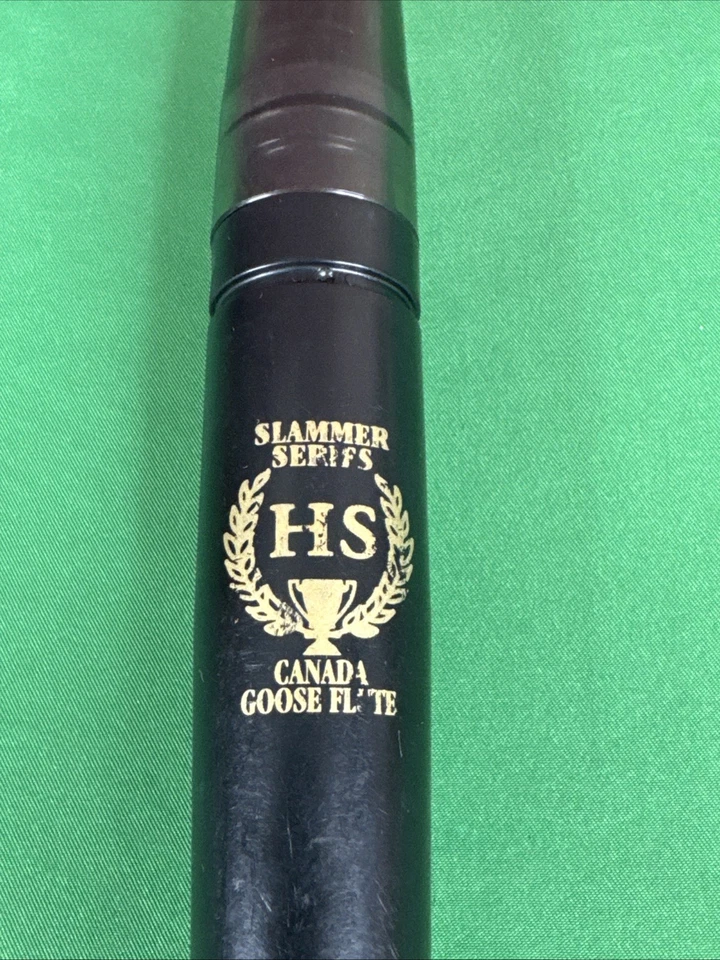 SLAMMER
SERIES
HS
CANADA
GOOSE FLUTE